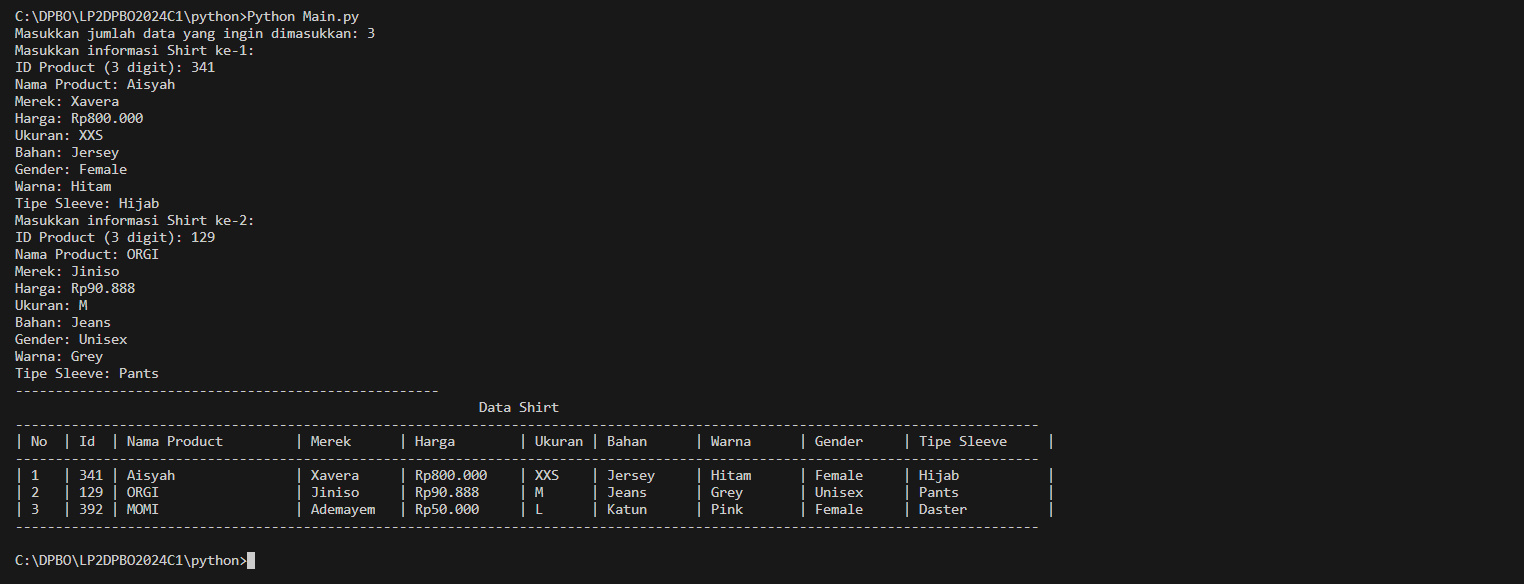 C:\DPBO\LP2DPBO2024C1\python>Python Main.py
Masukkan jumlah data yang ingin dimasukkan: 3
Masukkan informasi Shirt ke-1:
ID Product (3 digit): 341
Nama Product: Aisyah
Merek: Xavera
Harga: Rp800.000
Ukuran: XXS
Bahan: Jersey
Gender: Female
Warna: Hitam
Tipe Sleeve: Hijab
Masukkan informasi Shirt ke-2:
ID Product (3 digit): 129
Nama Product: ORGI
Merek: Jiniso
Harga: Rp90.888
Ukuran: M
Bahan: Jeans
Gender: Unisex
Warna: Grey
Tipe Sleeve: Pants
-----------------------------------------------------
Data Shirt
--------------------------------------------------------------------------------------------------------------------------------
| No | Id | Nama Product | Merek | Harga | Ukuran | Bahan | Warna | Gender | Tipe Sleeve |
--------------------------------------------------------------------------------------------------------------------------------
| 1 | 341 | Aisyah | Xavera | Rp800.000 | XXS | Jersey | Hitam | Female | Hijab |
| 2 | 129 | ORGI | Jiniso | Rp90.888 | M | Jeans | Grey | Unisex | Pants |
| 3 | 392 | MOMI | Ademayem | Rp50.000 | L | Katun | Pink | Female | Daster |
--------------------------------------------------------------------------------------------------------------------------------
C:\DPBO\LP2DPBO2024C1\python>